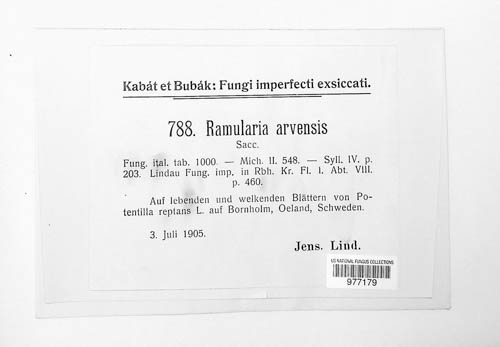 Kabát et Bubák: Fungi imperfecti exsiccati.
788. Ramularia arvensis
Sacc.
Fung. ital. tab. 1000. — Mich. II. 548. — Syll. IV. p.
203. Lindau Fung. imp. in Rbh. Kr. Fl. I. Abt. VIII.
p. 460.
Auf lebenden und welkenden Blättern von Po-
tentilla reptans L. auf Bornholm, Oeland, Schweden.
3. Juli 1905.
Jens. Lind.
US NATIONAL FUNGUS COLLECTIONS
977179